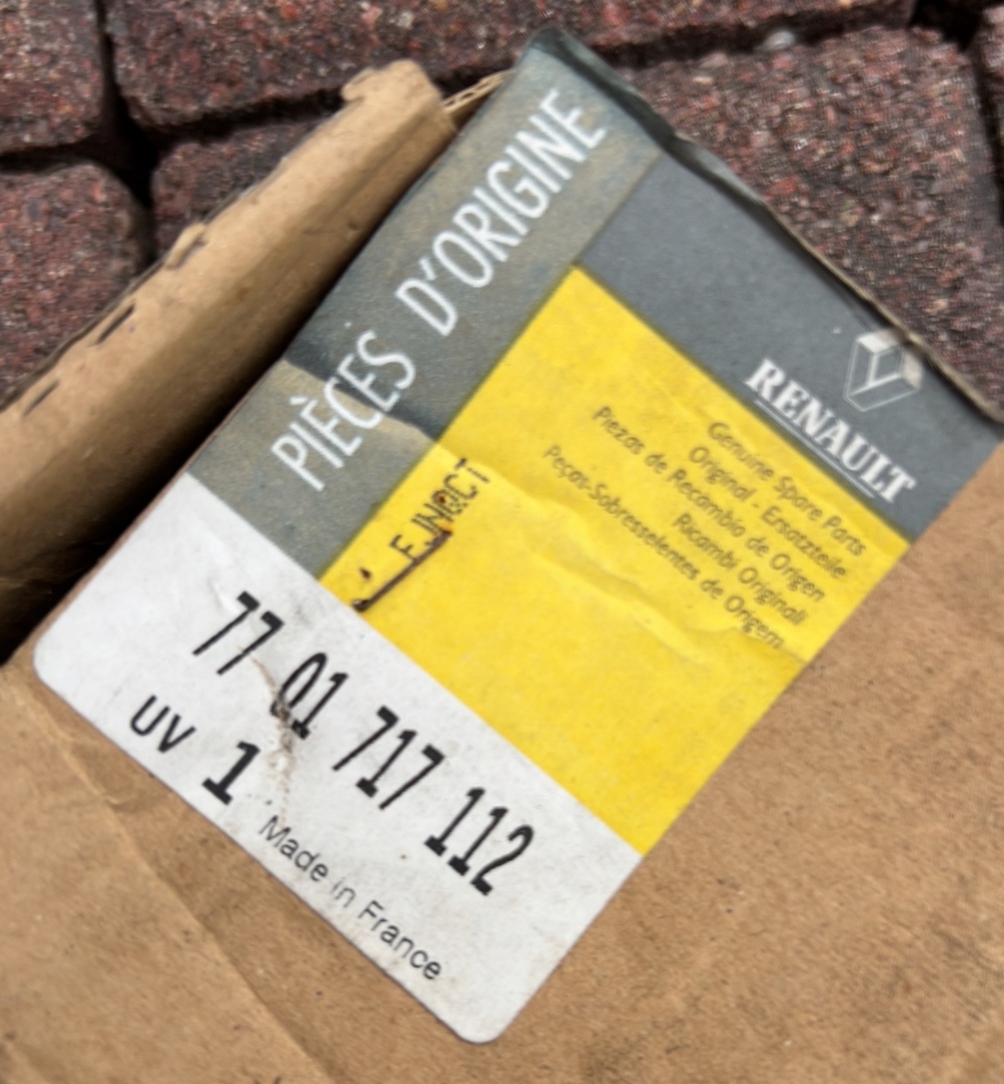 PIÈCES D'ORIGINE
RENAULT
Genuine Spare Parts
Original - Ersatzteile
Piezas de Recambio de Origen
Ricambi Originali
Peças-Sobresselentes de Origem
77 01 717 112
UV 1
Made in France